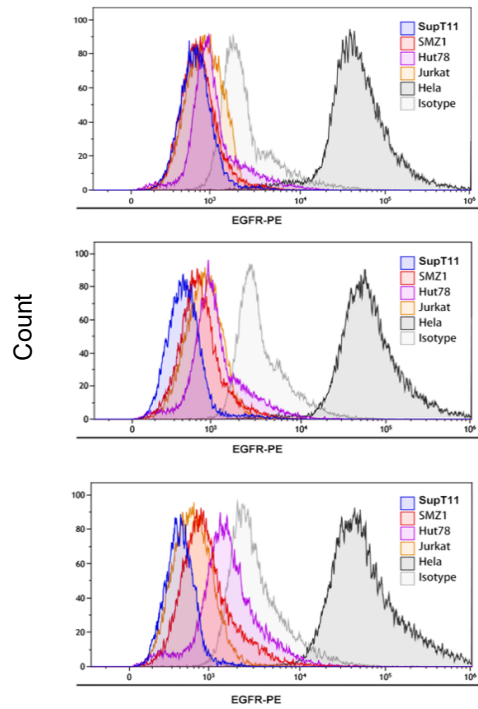 Count
100
80
60
40
20
0
0 10³ 10⁴ 10⁵ 10⁶
EGFR-PE
SupT11
SMZ1
Hut78
Jurkat
Hela
Isotype
100
80
60
40
20
0
0 10³ 10⁴ 10⁵ 10⁶
EGFR-PE
SupT11
SMZ1
Hut78
Jurkat
Hela
Isotype
100
80
60
40
20
0
0 10³ 10⁴ 10⁵ 10⁶
EGFR-PE
SupT11
SMZ1
Hut78
Jurkat
Hela
Isotype